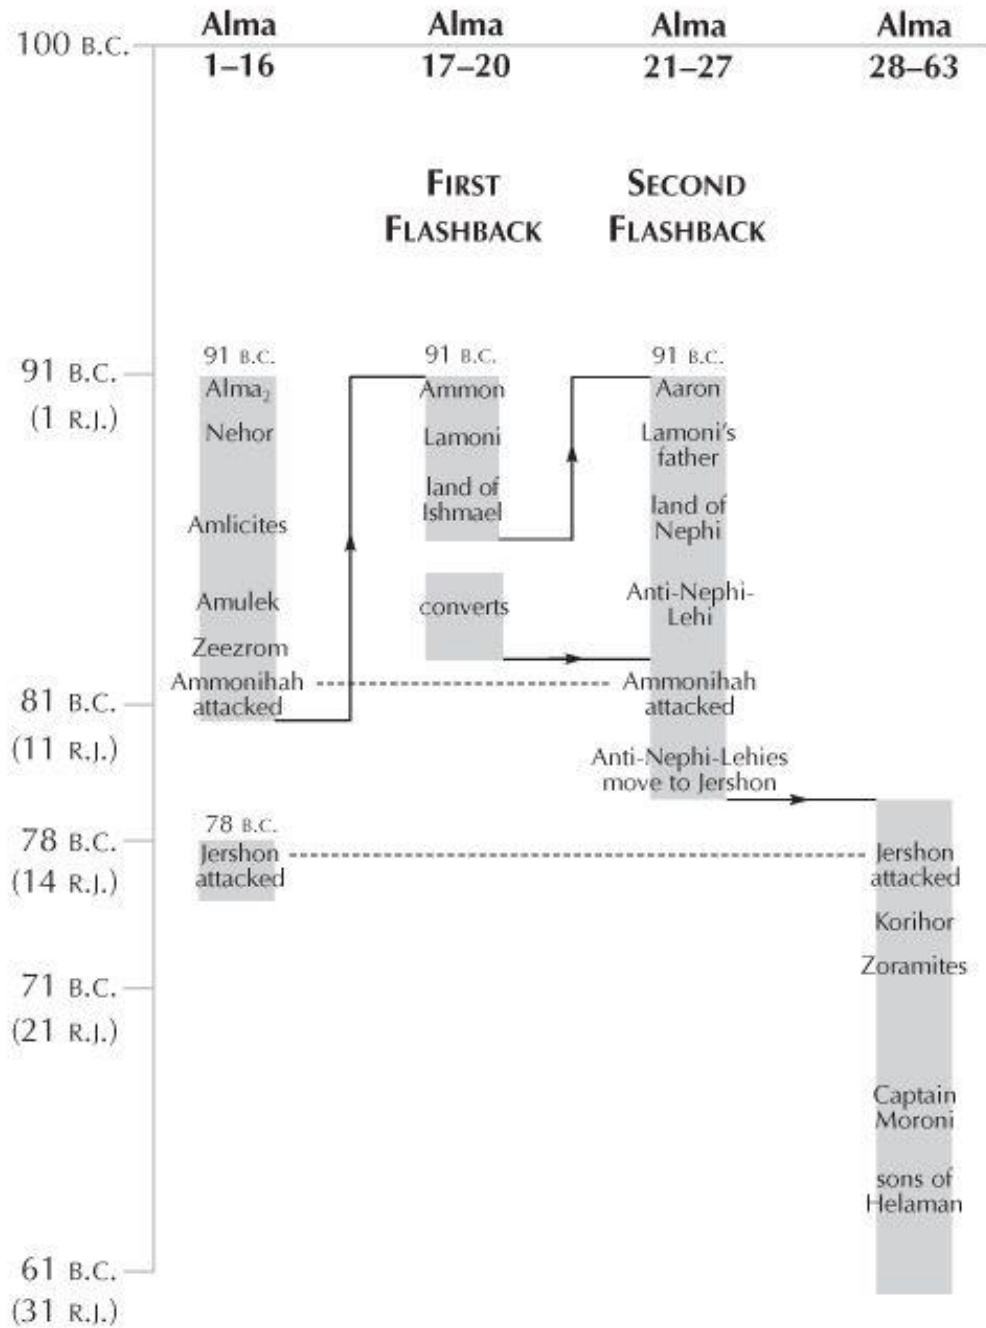 Alma Alma Alma Alma
100 B.C.
1–16 17–20 21–27 28–63
FIRST
FLASHBACK
SECOND
FLASHBACK
91 B.C.
(1 R.J.)
81 B.C.
(11 R.J.)
78 B.C.
(14 R.J.)
71 B.C.
(21 R.J.)
61 B.C.
(31 R.J.)
91 B.C.
Alma2
Nehor
Amlicites
Amulek
Zeezrom
Ammonihah
attacked
78 B.C.
Jershon
attacked
91 B.C.
Ammon
Lamoni
land of
Ishmael
converts
91 B.C.
Aaron
Lamoni's
father
land of
Nephi
Anti-Nephi-
Lehi
Ammonihah
attacked
Anti-Nephi-Lehies
move to Jershon
Jershon
attacked
Korihor
Zoramites
Captain
Moroni
sons of
Helaman